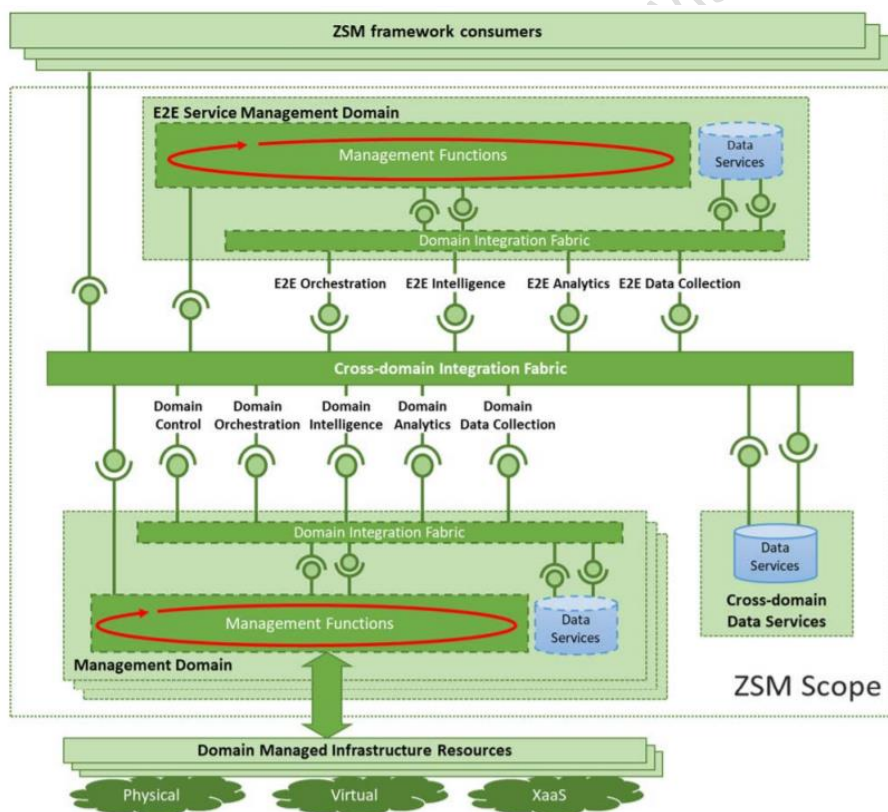 ZSM framework consumers
E2E Service Management Domain
Management Functions
Data
Services
Domain Integration Fabric
E2E Orchestration
E2E Intelligence
E2E Analytics
E2E Data Collection
Cross-domain Integration Fabric
Domain
Control
Domain
Orchestration
Domain
Intelligence
Domain
Analytics
Domain
Data Collection
Domain Integration Fabric
Data
Services
Management Functions
Data
Services
Cross-domain
Data Services
Management Domain
ZSM Scope
Domain Managed Infrastructure Resources
Physical
Virtual
XaaS